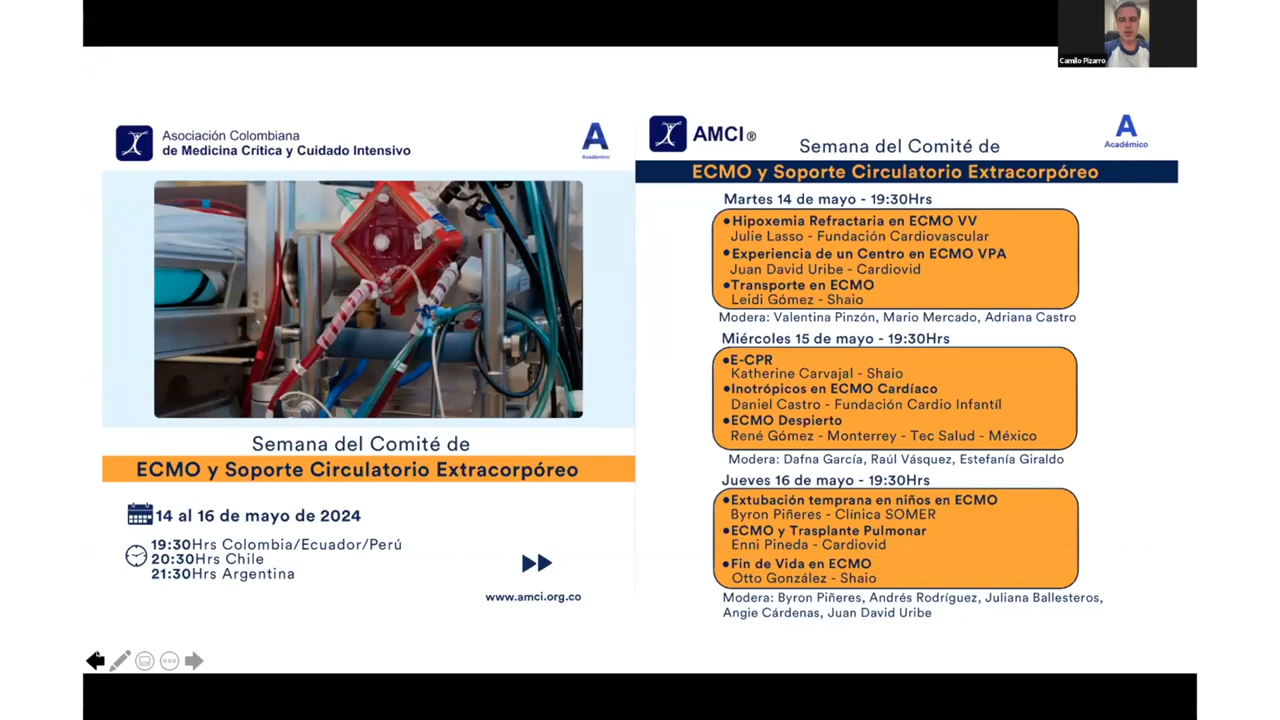 Camilo Pizarro
Asociación Colombiana
de Medicina Crítica y Cuidado Intensivo
A
Académico
Semana del Comité de
ECMO y Soporte Circulatorio Extracorpóreo
14 al 16 de mayo de 2024
19:30Hrs Colombia/Ecuador/Perú
20:30Hrs Chile
21:30Hrs Argentina
www.amci.org.co
AMCI®
A
Académico
Semana del Comité de
ECMO y Soporte Circulatorio Extracorpóreo
Martes 14 de mayo - 19:30Hrs
•Hipoxemia Refractaria en ECMO VV
Julie Lasso - Fundación Cardiovascular
•Experiencia de un Centro en ECMO VPA
Juan David Uribe - Cardiovid
•Transporte en ECMO
Leidi Gómez - Shaio
Modera: Valentina Pinzón, Mario Mercado, Adriana Castro
Miércoles 15 de mayo - 19:30Hrs
•E-CPR
Katherine Carvajal - Shaio
•Inotrópicos en ECMO Cardíaco
Daniel Castro - Fundación Cardio Infantíl
•ECMO Despierto
René Gómez - Monterrey - Tec Salud - México
Modera: Dafna García, Raúl Vásquez, Estefanía Giraldo
Jueves 16 de mayo - 19:30Hrs
•Extubación temprana en niños en ECMO
Byron Piñeres - Clínica SOMER
•ECMO y Trasplante Pulmonar
Enni Pineda - Cardiovid
•Fin de Vida en ECMO
Otto González - Shaio
Modera: Byron Piñeres, Andrés Rodríguez, Juliana Ballesteros,
Angie Cárdenas, Juan David Uribe